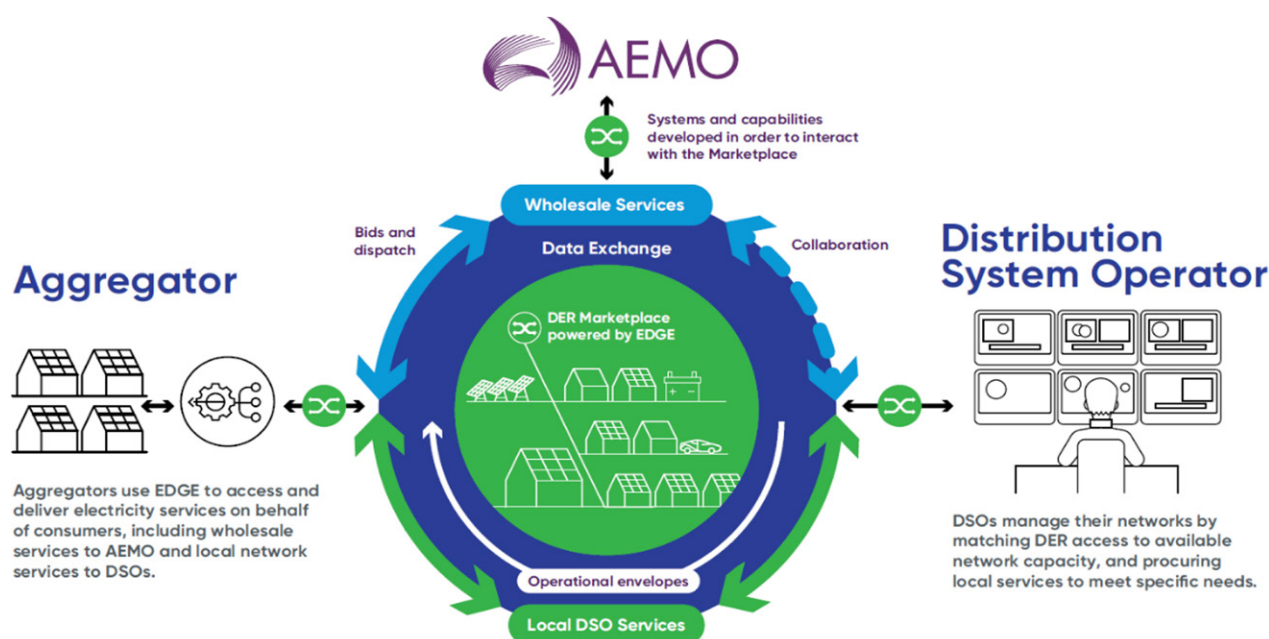 AEMO
Systems and capabilities
developed in order to interact
with the Marketplace
Wholesale Services
Bids and
dispatch
Data Exchange
Collaboration
Aggregator
Distribution
System Operator
DER Marketplace
powered by EDGE
Aggregators use EDGE to access and
deliver electricity services on behalf
of consumers, including wholesale
services to AEMO and local network
services to DSOs.
DSOs manage their networks by
matching DER access to available
network capacity, and procuring
local services to meet specific needs.
Operational envelopes
Local DSO Services